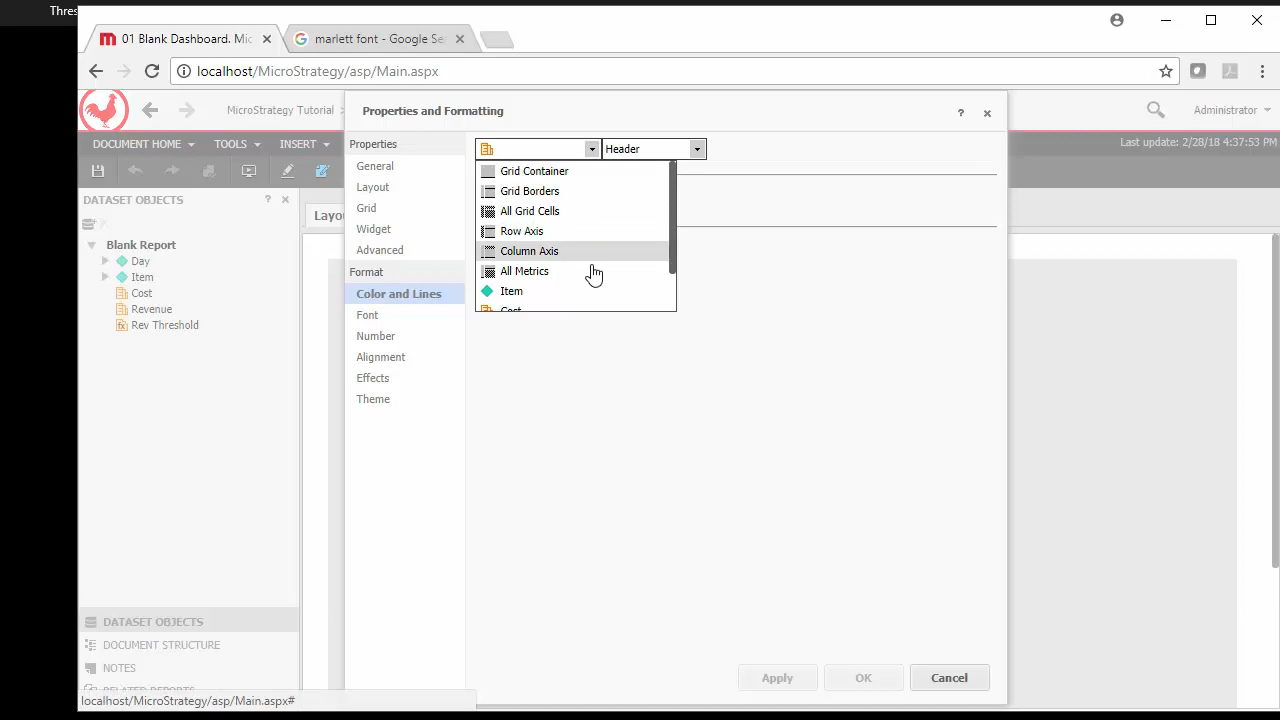 Thres
01 Blank Dashboard. Mic
marlett font - Google Se
localhost/MicroStrategy/asp/Main.aspx
MicroStrategy Tutorial >
Properties and Formatting
?
Administrator
DOCUMENT HOME
TOOLS
INSERT
Last update: 2/28/18 4:37:53 PM
Properties
General
Layout
Grid
Widget
Advanced
Format
Color and Lines
Font
Number
Alignment
Effects
Theme
Header
Grid Container
Grid Borders
All Grid Cells
Row Axis
Column Axis
All Metrics
Item
Cost
DATASET OBJECTS
?
Layou
Blank Report
Day
Item
Cost
Revenue
Rev Threshold
DATASET OBJECTS
DOCUMENT STRUCTURE
NOTES
RELATED REPORTS
localhost/MicroStrategy/asp/Main.aspx#
Apply
OK
Cancel